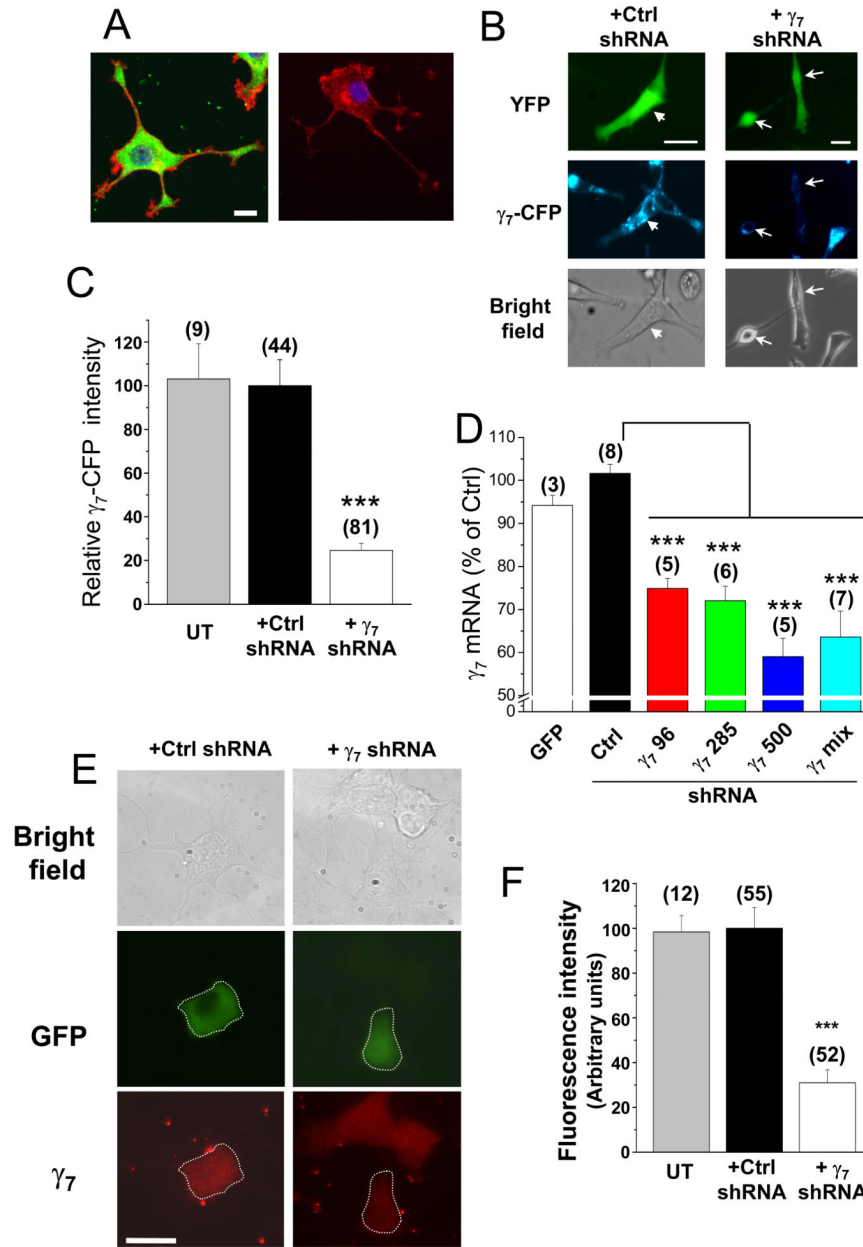 A
B
+Ctrl
shRNA
+ γ₇
shRNA
YFP
γ₇-CFP
Bright
field
C
Relative γ₇-CFP intensity
120
100
80
60
40
20
0
(9)
(44)
***
(81)
UT
+Ctrl
shRNA
+ γ₇
shRNA
D
γ₇ mRNA (% of Ctrl)
110
100
90
80
70
60
50
0
(3)
(8)
***
(5)
***
(6)
***
(5)
***
(7)
GFP
Ctrl
γ₇ 96
γ₇ 285
γ₇ 500
γ₇ mix
shRNA
E
+Ctrl shRNA
+ γ₇ shRNA
Bright
field
GFP
γ₇
F
Fluorescence intensity
(Arbitrary units)
120
100
80
60
40
30
20
0
(12)
(55)
***
(52)
UT
+Ctrl
shRNA
+ γ₇
shRNA